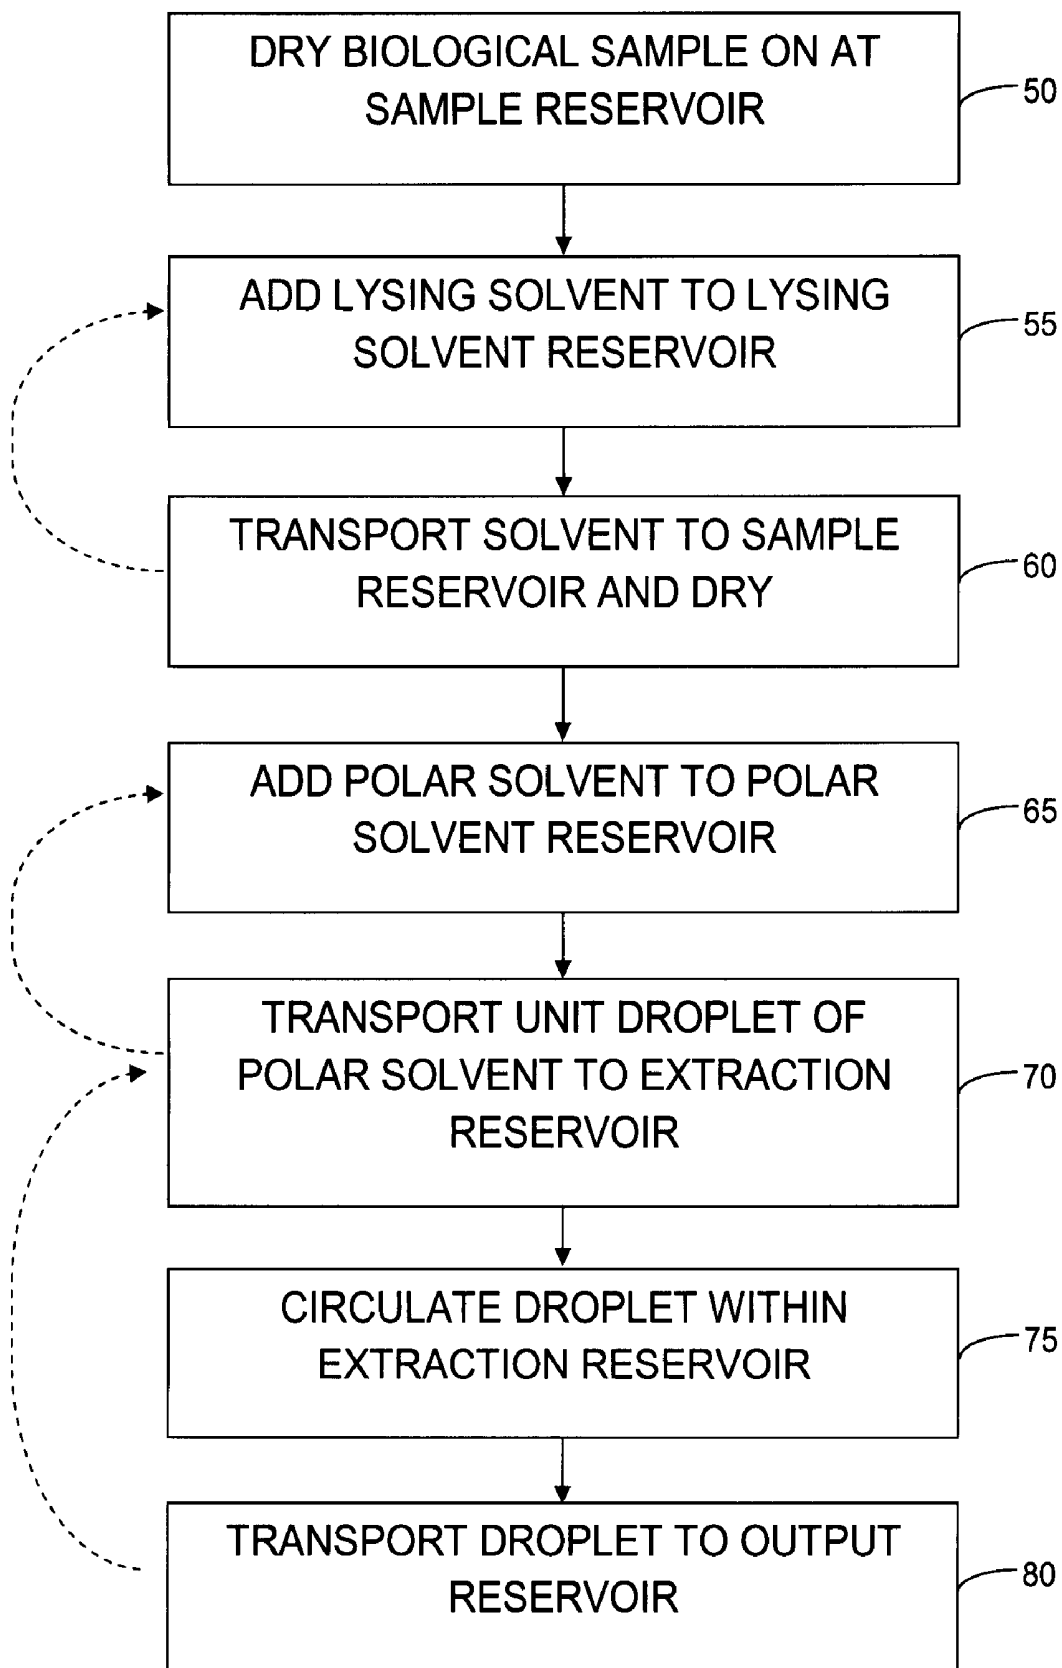 DRY BIOLOGICAL SAMPLE ON AT
SAMPLE RESERVOIR
50
ADD LYSING SOLVENT TO LYSING
SOLVENT RESERVOIR
55
TRANSPORT SOLVENT TO SAMPLE
RESERVOIR AND DRY
60
ADD POLAR SOLVENT TO POLAR
SOLVENT RESERVOIR
65
TRANSPORT UNIT DROPLET OF
POLAR SOLVENT TO EXTRACTION
RESERVOIR
70
CIRCULATE DROPLET WITHIN
EXTRACTION RESERVOIR
75
TRANSPORT DROPLET TO OUTPUT
RESERVOIR
80